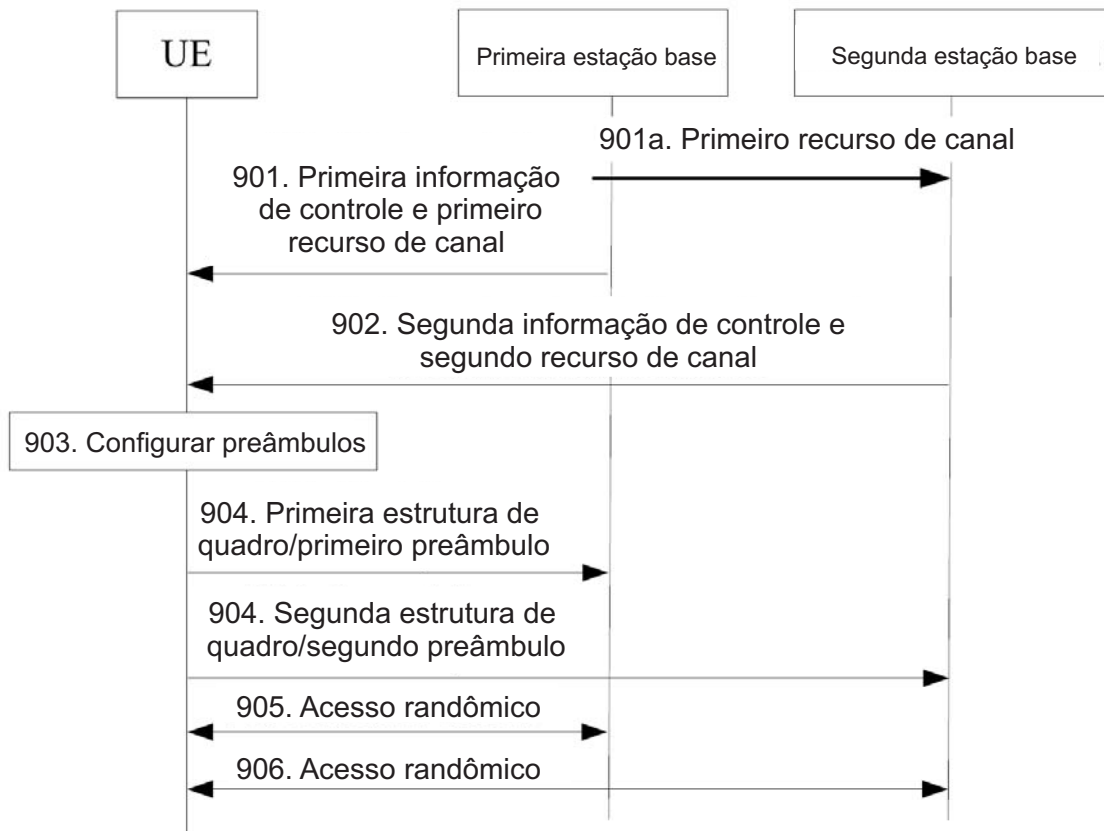 UE
Primeira estação base
Segunda estação base
901a. Primeiro recurso de canal
901. Primeira informação
de controle e primeiro
recurso de canal
902. Segunda informação de controle e
segundo recurso de canal
903. Configurar preâmbulos
904. Primeira estrutura de
quadro/primeiro preâmbulo
904. Segunda estrutura de
quadro/segundo preâmbulo
905. Acesso randômico
906. Acesso randômico